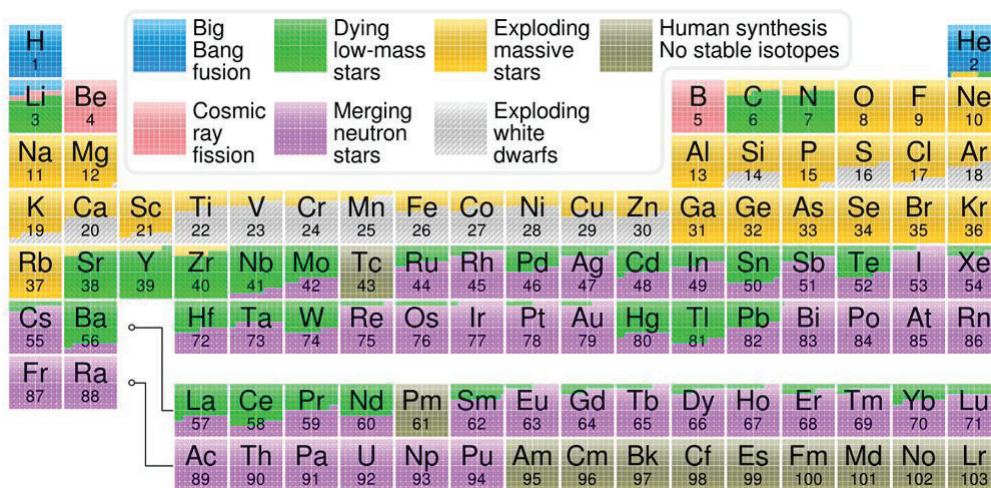 Big Bang fusion
Dying low-mass stars
Exploding massive stars
Human synthesis
No stable isotopes
Cosmic ray fission
Merging neutron stars
Exploding white dwarfs
H He
1 2
Li Be B C N O F Ne
3 4 5 6 7 8 9 10
Na Mg Al Si P S Cl Ar
11 12 13 14 15 16 17 18
K Ca Sc Ti V Cr Mn Fe Co Ni Cu Zn Ga Ge As Se Br Kr
19 20 21 22 23 24 25 26 27 28 29 30 31 32 33 34 35 36
Rb Sr Y Zr Nb Mo Tc Ru Rh Pd Ag Cd In Sn Sb Te I Xe
37 38 39 40 41 42 43 44 45 46 47 48 49 50 51 52 53 54
Cs Ba Hf Ta W Re Os Ir Pt Au Hg Tl Pb Bi Po At Rn
55 56 72 73 74 75 76 77 78 79 80 81 82 83 84 85 86
Fr Ra
87 88
La Ce Pr Nd Pm Sm Eu Gd Tb Dy Ho Er Tm Yb Lu
57 58 59 60 61 62 63 64 65 66 67 68 69 70 71
Ac Th Pa U Np Pu Am Cm Bk Cf Es Fm Md No Lr
89 90 91 92 93 94 95 96 97 98 99 100 101 102 103